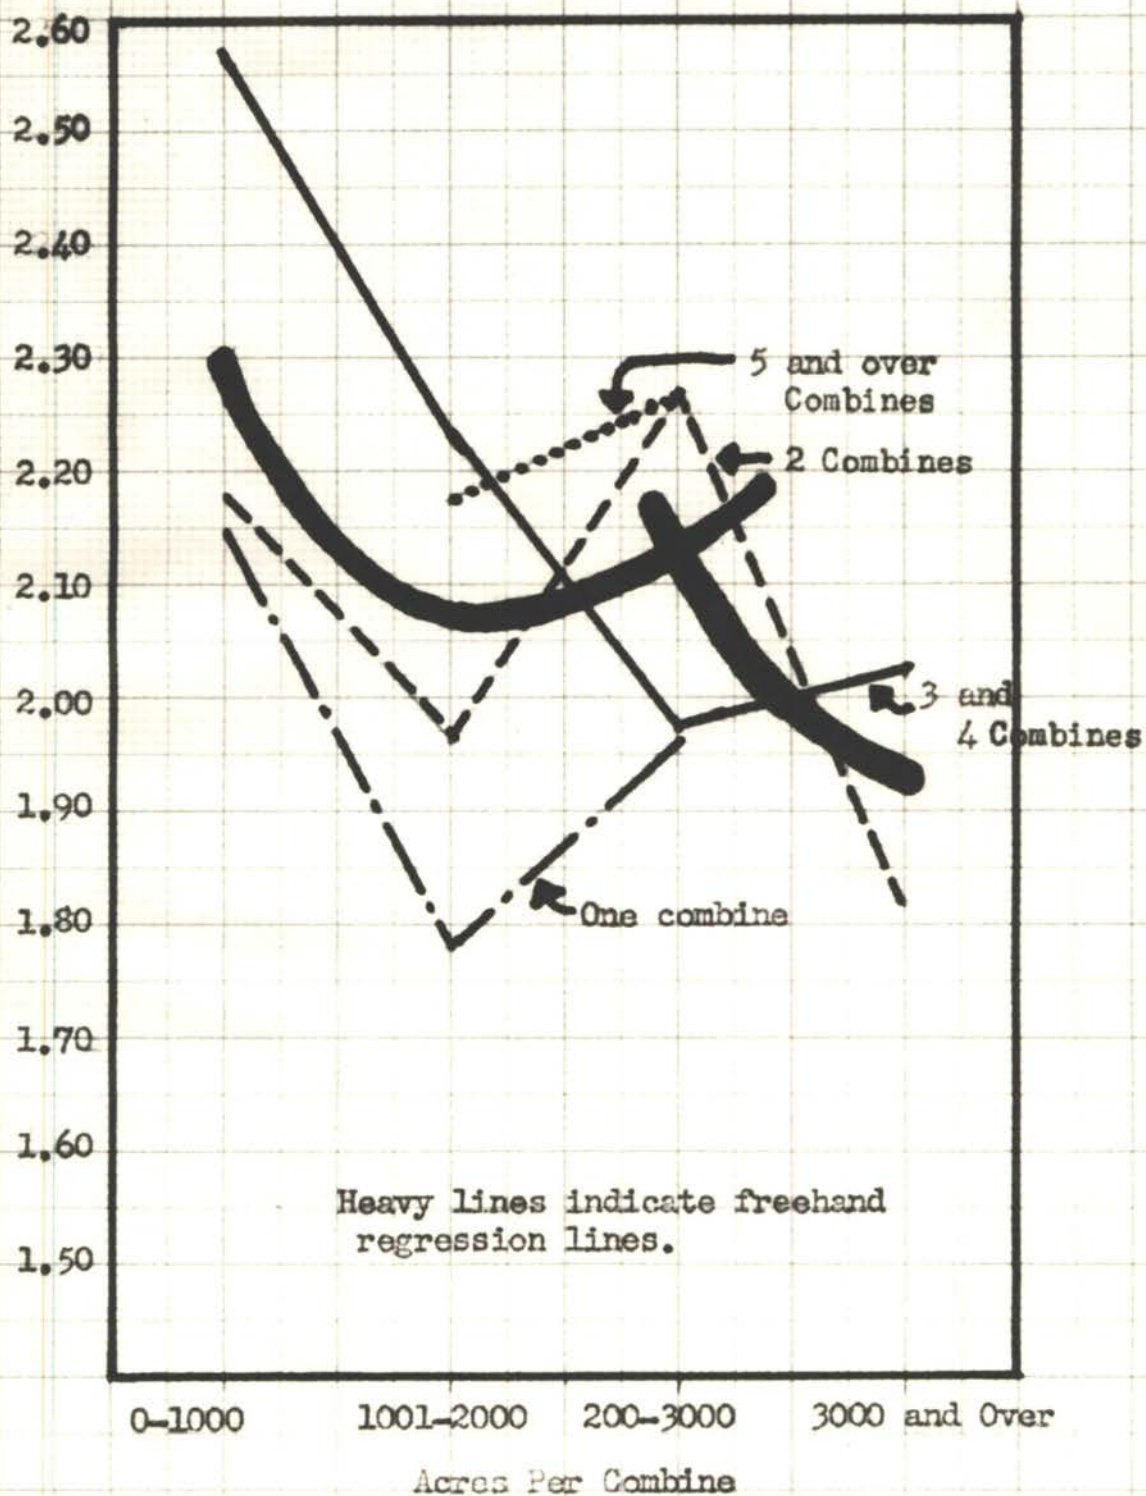 2.60
2.50
2.40
2.30
2.20
2.10
2.00
1.90
1.80
1.70
1.60
1.50
5 and over
Combines
2 Combines
3 and
4 Combines
One combine
Heavy lines indicate freehand
regression lines.
0-1000 1001-2000 200-3000 3000 and Over
Acres Per Combine